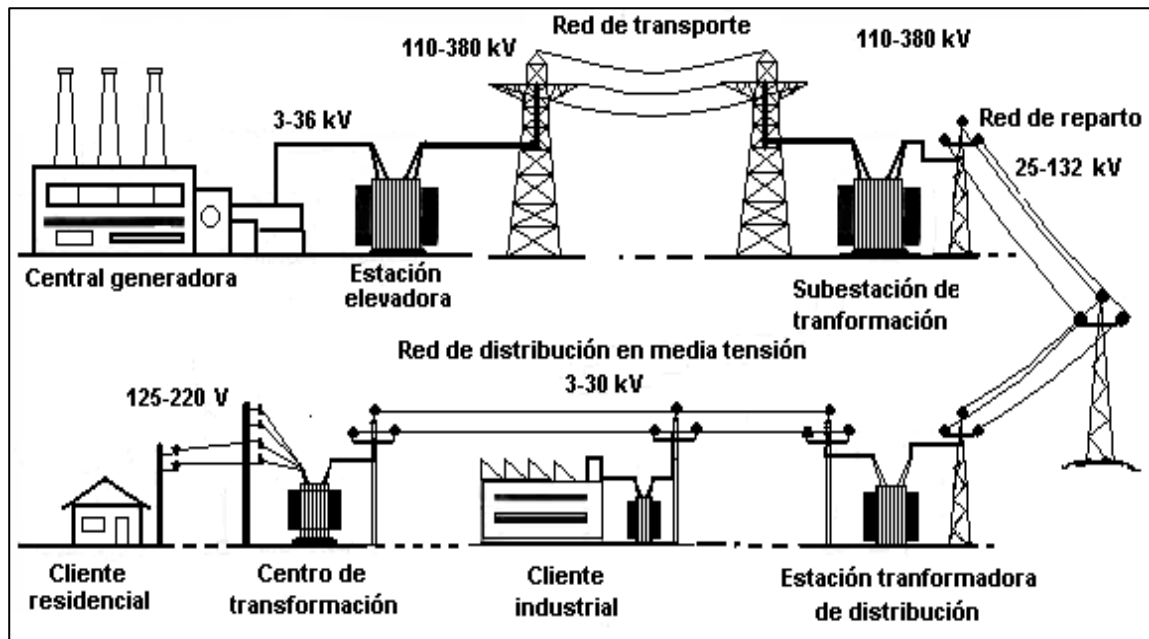 Red de transporte
110-380 kV
110-380 kV
3-36 kV
Red de reparto
25-132 kV
Central generadora
Estación
elevadora
Subestación de
tranformación
Red de distribución en media tensión
3-30 kV
125-220 V
Cliente
residencial
Centro de
transformación
Cliente
industrial
Estación tranformadora
de distribución